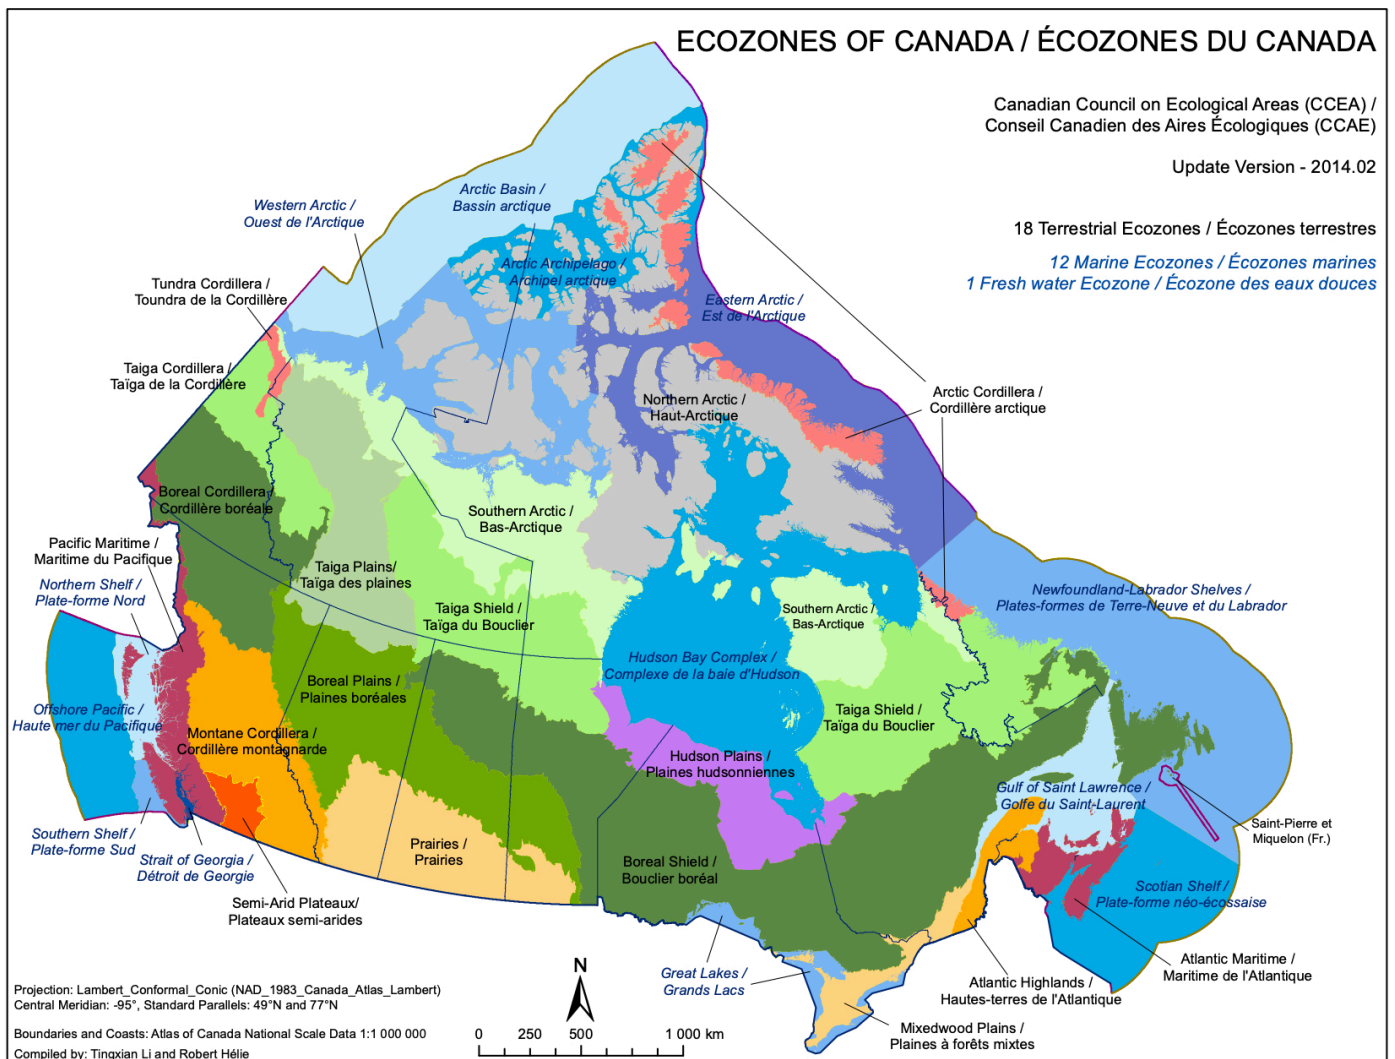 ECOZONES OF CANADA / ÉCOZONES DU CANADA
Canadian Council on Ecological Areas (CCEA) /
Conseil Canadien des Aires Écologiques (CCAE)
Update Version - 2014.02
18 Terrestrial Ecozones / Écozones terrestres
12 Marine Ecozones / Écozones marines
1 Fresh water Ecozone / Écozone des eaux douces
Arctic Basin /
Bassin arctique
Western Arctic /
Ouest de l'Arctique
Arctic Archipelago /
Archipel arctique
Tundra Cordillera /
Toundra de la Cordillère
Eastern Arctic /
Est de l'Arctique
Taiga Cordillera /
Taïga de la Cordillère
Northern Arctic /
Haut-Arctique
Arctic Cordillera /
Cordillère arctique
Boreal Cordillera /
Cordillère boréale
Southern Arctic /
Bas-Arctique
Pacific Maritime /
Maritime du Pacifique
Taiga Plains/
Taïga des plaines
Northern Shelf /
Plate-forme Nord
Newfoundland-Labrador Shelves /
Plates-formes de Terre-Neuve et du Labrador
Taiga Shield /
Taïga du Bouclier
Southern Arctic /
Bas-Arctique
Hudson Bay Complex /
Complexe de la baie d'Hudson
Boreal Plains /
Plaines boréales
Offshore Pacific /
Haute mer du Pacifique
Taiga Shield /
Taïga du Bouclier
Montane Cordillera /
Cordillère montagnarde
Hudson Plains /
Plaines hudsonniennes
Gulf of Saint Lawrence /
Golfe du Saint-Laurent
Saint-Pierre et
Miquelon (Fr.)
Southern Shelf /
Plate-forme Sud
Strait of Georgia /
Détroit de Georgie
Prairies /
Prairies
Boreal Shield /
Bouclier boréal
Scotian Shelf /
Plate-forme néo-écossaise
Semi-Arid Plateaux/
Plateaux semi-arides
Great Lakes /
Grands Lacs
Atlantic Maritime /
Maritime de l'Atlantique
Atlantic Highlands /
Hautes-terres de l'Atlantique
Mixedwood Plains /
Plaines à forêts mixtes
N
0 250 500 1 000 km
Projection: Lambert_Conformal_Conic (NAD_1983_Canada_Atlas_Lambert)
Central Meridian: -95°, Standard Parallels: 49°N and 77°N
Boundaries and Coasts: Atlas of Canada National Scale Data 1:1 000 000
Compiled by: Tingxian Li and Robert Hélie